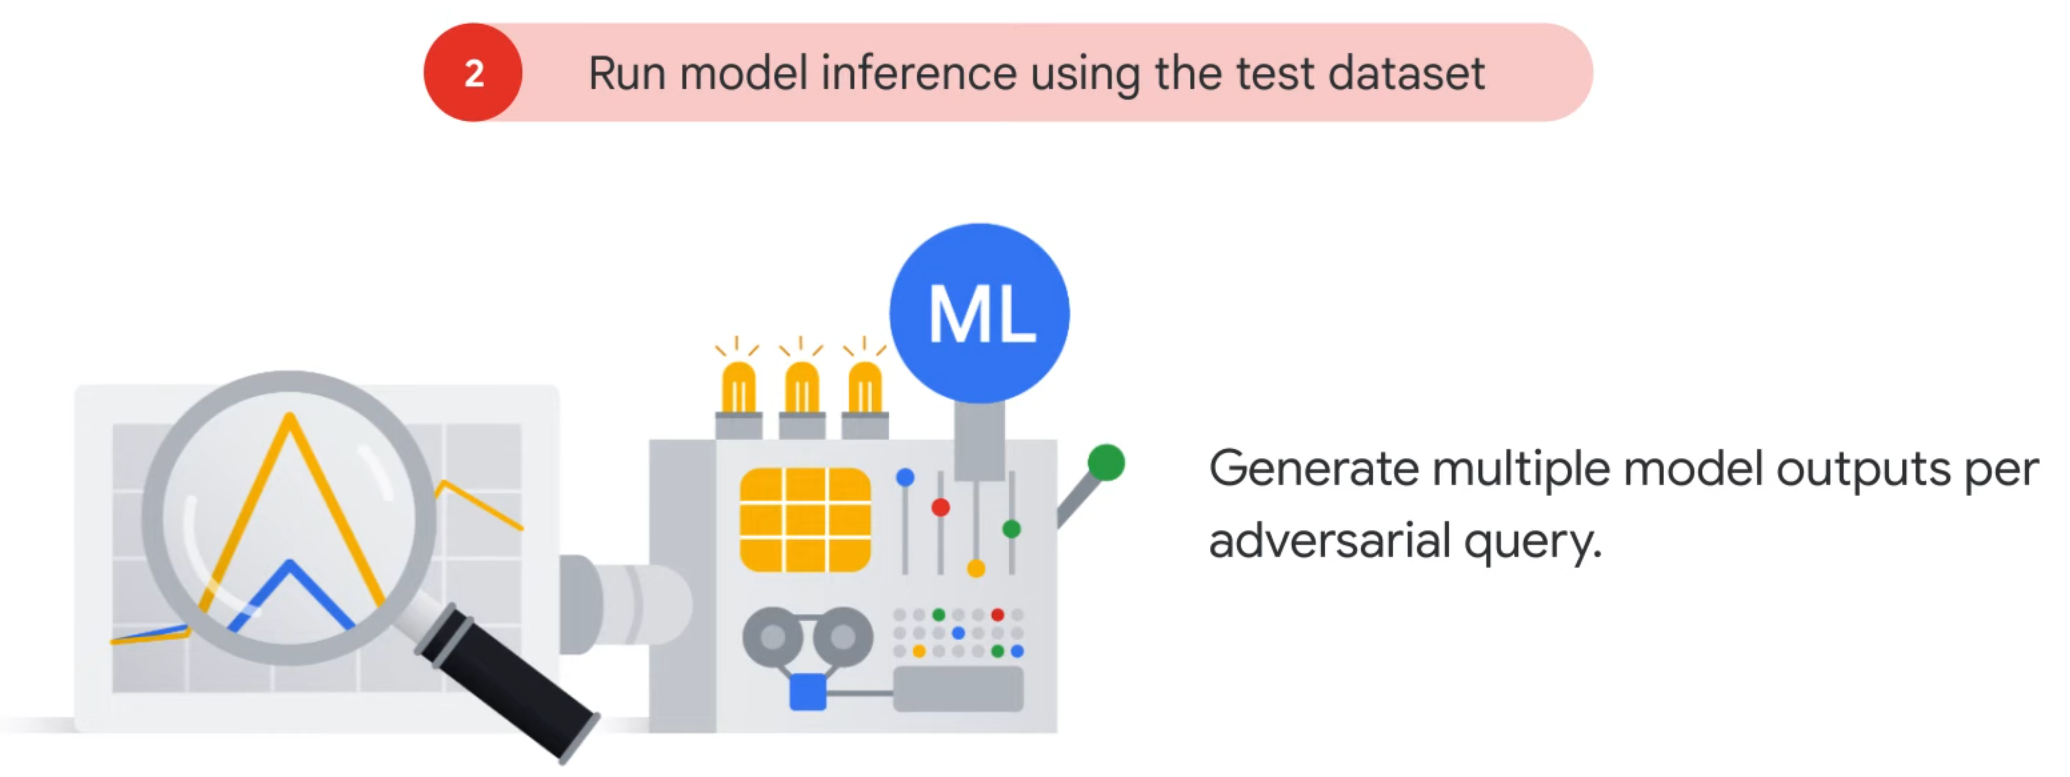 2
Run model inference using the test dataset
ML
Generate multiple model outputs per
adversarial query.